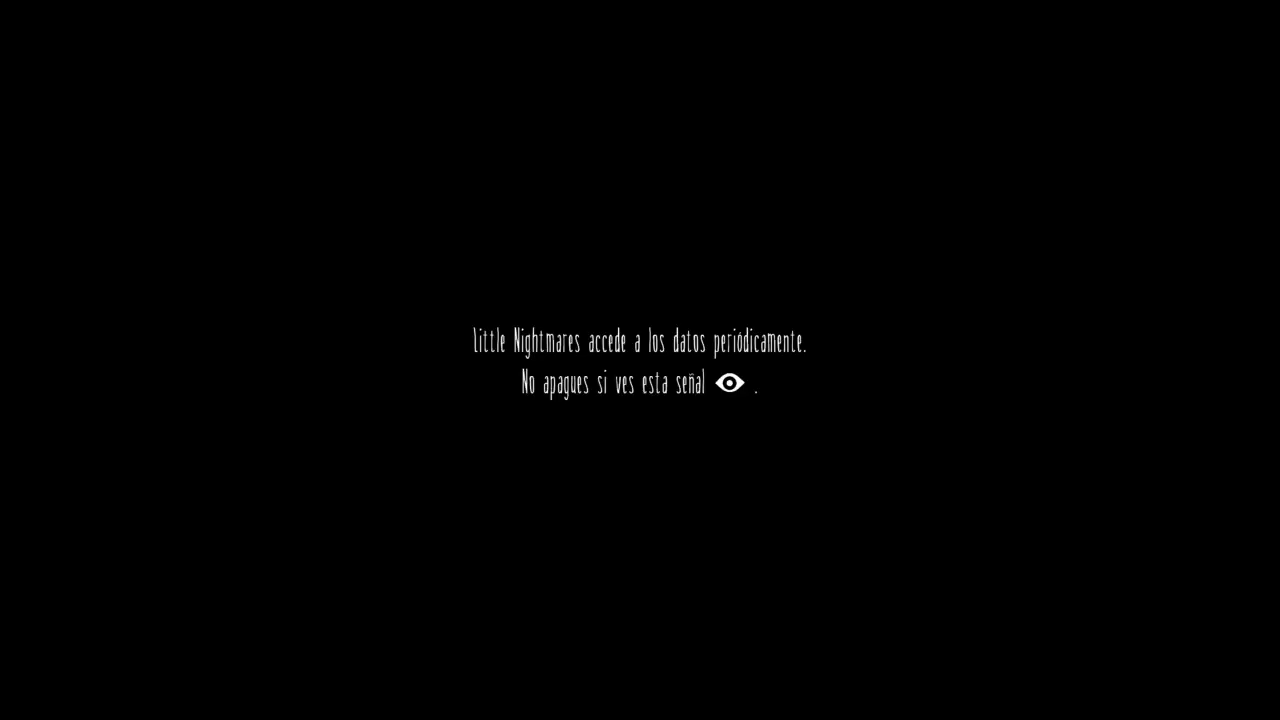 Little Nightmares accede a los datos periódicamente.
No apagues si ves esta señal .